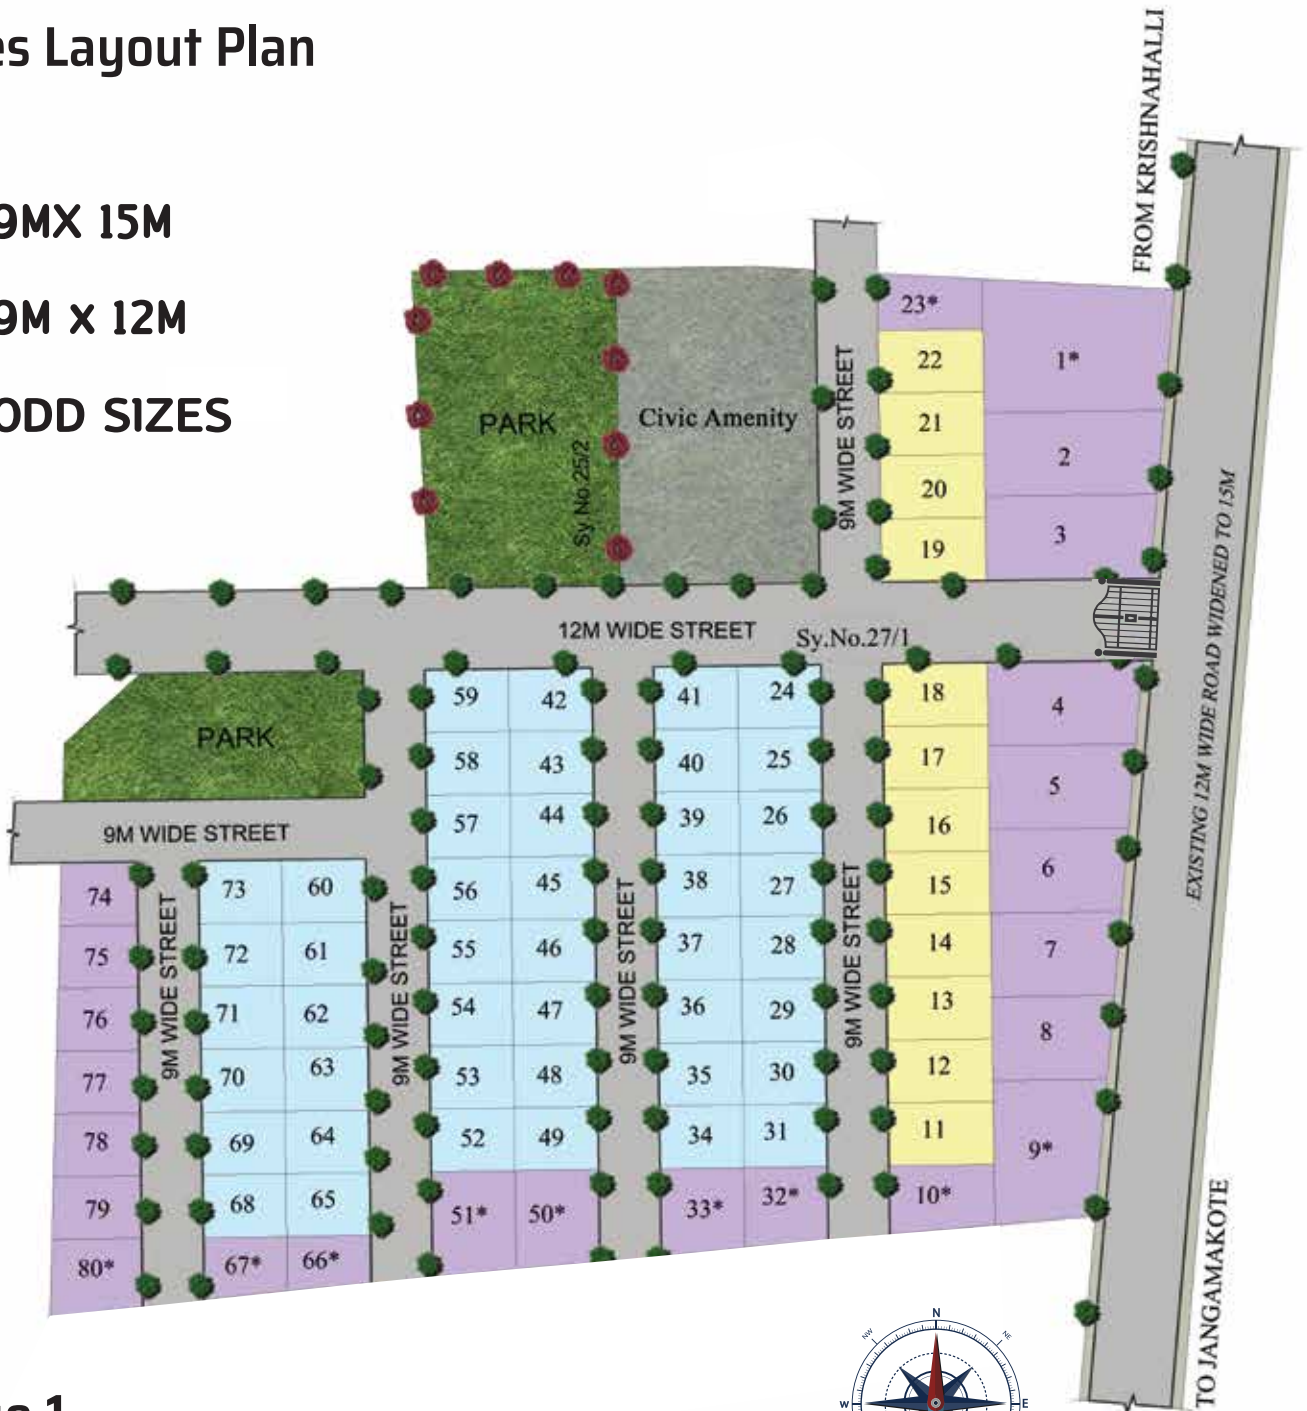 es Layout Plan
FROM KRISHNAHALLI
9MX 15M
9M x 12M
ODD SIZES
PARK
Sy No.25/2
Civic Amenity
9M WIDE STREET
23*
22
21
20
19
1*
2
3
EXISTING 12M WIDE ROAD WIDENED TO 15M
12M WIDE STREET
Sy.No.27/1
PARK
9M WIDE STREET
59 42
58 43
57 44
56 45
55 46
54 47
53 48
52 49
51* 50*
41 24
40 25
39 26
38 27
37 28
36 29
35 30
34 31
33* 32*
18
17
16
15
14
13
12
11
10*
4
5
6
7
8
9*
74
75
76
77
78
79
80*
9M WIDE STREET
73 60
72 61
71 62
70 63
69 64
68 65
67* 66*
9M WIDE STREET
9M WIDE STREET
9M WIDE STREET
TO JANGAMAKOTE
N
NW NE
W E